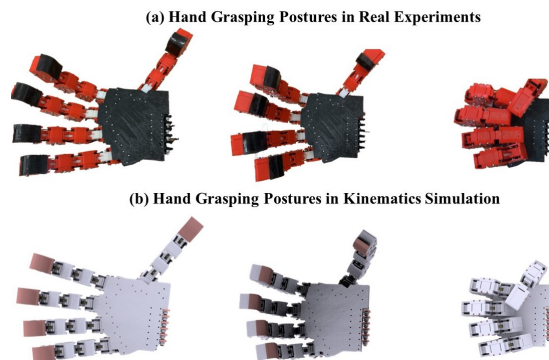 (a) Hand Grasping Postures in Real Experiments
(b) Hand Grasping Postures in Kinematics Simulation